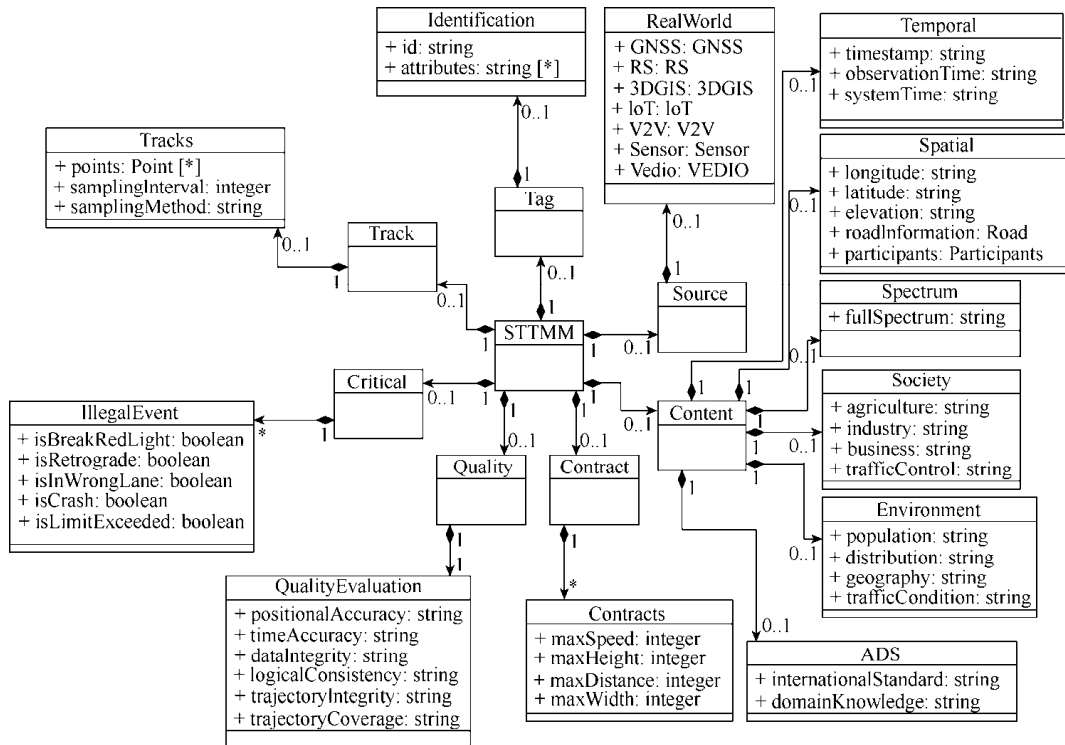 Identification
+ id: string
+ attributes: string [*]
0..1
1
Tag
0..1
1
RealWorld
+ GNSS: GNSS
+ RS: RS
+ 3DGIS: 3DGIS
+ IoT: IoT
+ V2V: V2V
+ Sensor: Sensor
+ Vedio: VEDIO
0..1
1
Source
0..1
1
Temporal
+ timestamp: string
+ observationTime: string
+ systemTime: string
0..1
1
Spatial
+ longitude: string
+ latitude: string
+ elevation: string
+ roadInformation: Road
+ participants: Participants
0..1
1
Tracks
+ points: Point [*]
+ samplingInterval: integer
+ samplingMethod: string
0..1
1
Track
0..1
1
STTMM
Spectrum
+ fullSpectrum: string
0..1
1
Critical
0..1
1
IllegalEvent
+ isBreakRedLight: boolean
+ isRetrograde: boolean
+ isInWrongLane: boolean
+ isCrash: boolean
+ isLimitExceeded: boolean
*
1
Content
0..1
1
Society
+ agriculture: string
+ industry: string
+ business: string
+ trafficControl: string
0..1
1
Quality
0..1
1
Contract
0..1
1
Environment
+ population: string
+ distribution: string
+ geography: string
+ trafficCondition: string
0..1
1
QualityEvaluation
+ positionalAccuracy: string
+ timeAccuracy: string
+ dataIntegrity: string
+ logicalConsistency: string
+ trajectoryIntegrity: string
+ trajectoryCoverage: string
1
1
Contracts
+ maxSpeed: integer
+ maxHeight: integer
+ maxDistance: integer
+ maxWidth: integer
*
1
ADS
+ internationalStandard: string
+ domainKnowledge: string
0..1
1